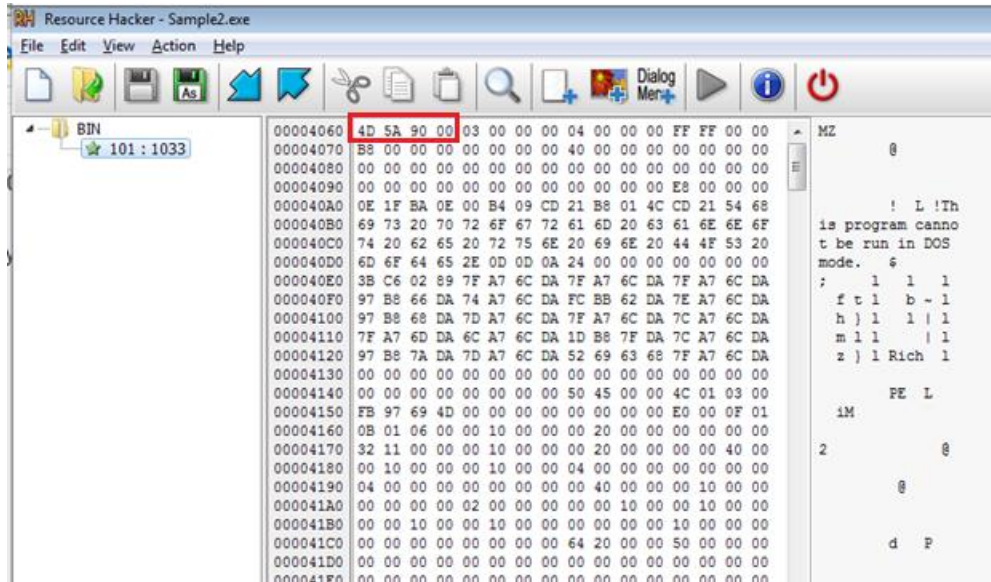 Resource Hacker - Sample2.exe
File Edit View Action Help
As
Dialog
Men
BIN
101 : 1033
00004060 4D 5A 90 00 03 00 00 00 04 00 00 00 FF FF 00 00 MZ
00004070 B8 00 00 00 00 00 00 00 40 00 00 00 00 00 00 00 @
00004080 00 00 00 00 00 00 00 00 00 00 00 00 00 00 00 00
00004090 00 00 00 00 00 00 00 00 00 00 00 00 E8 00 00 00
000040A0 0E 1F BA 0E 00 B4 09 CD 21 B8 01 4C CD 21 54 68 ! L !Th
000040B0 69 73 20 70 72 6F 67 72 61 6D 20 63 61 6E 6E 6F is program canno
000040C0 74 20 62 65 20 72 75 6E 20 69 6E 20 44 4F 53 20 t be run in DOS
000040D0 6D 6F 64 65 2E 0D 0D 0A 24 00 00 00 00 00 00 00 mode. $
000040E0 3B C6 02 89 7F A7 6C DA 7F A7 6C DA 7F A7 6C DA ; l l l
000040F0 97 B8 66 DA 74 A7 6C DA FC BB 62 DA 7E A7 6C DA f t l b ~ l
00004100 97 B8 68 DA 7D A7 6C DA 7F A7 6C DA 7C A7 6C DA h } l l | l
00004110 7F A7 6D DA 6C A7 6C DA 1D B8 7F DA 7C A7 6C DA m l l | l
00004120 97 B8 7A DA 7D A7 6C DA 52 69 63 68 7F A7 6C DA z } l Rich l
00004130 00 00 00 00 00 00 00 00 00 00 00 00 00 00 00 00
00004140 00 00 00 00 00 00 00 00 50 45 00 00 4C 01 03 00 PE L
00004150 FB 97 69 4D 00 00 00 00 00 00 00 00 E0 00 0F 01 iM
00004160 0B 01 06 00 00 10 00 00 00 20 00 00 00 00 00 00
00004170 32 11 00 00 00 10 00 00 00 20 00 00 00 00 40 00 2 @
00004180 00 10 00 00 00 10 00 00 04 00 00 00 00 00 00 00
00004190 04 00 00 00 00 00 00 00 00 40 00 00 00 10 00 00 @
000041A0 00 00 00 00 02 00 00 00 00 00 10 00 00 10 00 00
000041B0 00 00 10 00 00 10 00 00 00 00 00 00 10 00 00 00
000041C0 00 00 00 00 00 00 00 00 64 20 00 00 50 00 00 00 d P
000041D0 00 00 00 00 00 00 00 00 00 00 00 00 00 00 00 00
000041E0 00 00 00 00 00 00 00 00 00 00 00 00 00 00 00 00